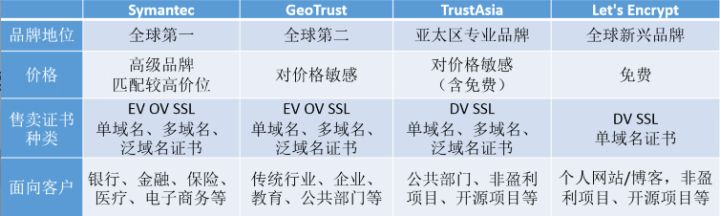 Symantec GeoTrust TrustAsia Let's Encrypt
品牌地位 全球第一 全球第二 亚太区专业品牌 全球新兴品牌
价格 高级品牌
匹配较高价位 对价格敏感 对价格敏感
（含免费） 免费
售卖证书
种类 EV OV SSL
单域名、多域名、
泛域名证书 EV OV SSL
单域名、多域名、
泛域名证书 DV SSL
单域名、多域名、
泛域名证书 DV SSL
单域名证书
面向客户 银行、金融、保险、
医疗、电子商务等 传统行业、企业、
教育、公共部门等 公共部门、非盈利
项目、开源项目等 个人网站/博客，非盈
利项目、开源项目等